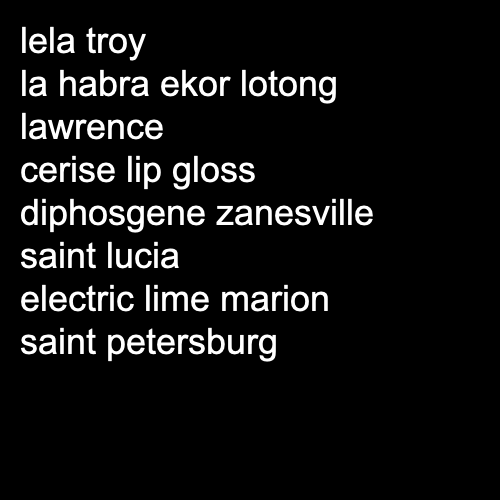 lela troy
la habra ekor lotong
lawrence
cerise lip gloss
diphosgene zanesville
saint lucia
electric lime marion
saint petersburg